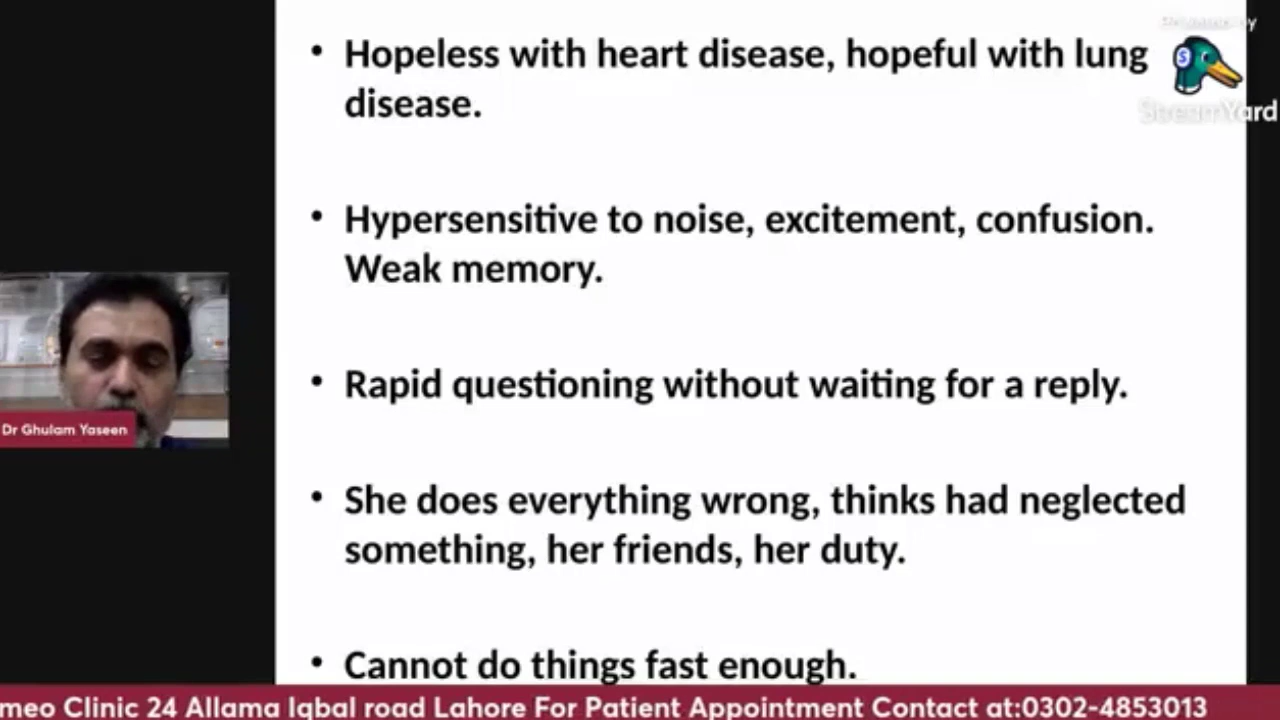 Powered by
StreamYard
• Hopeless with heart disease, hopeful with lung
disease.
• Hypersensitive to noise, excitement, confusion.
Weak memory.
• Rapid questioning without waiting for a reply.
• She does everything wrong, thinks had neglected
something, her friends, her duty.
• Cannot do things fast enough.
Dr Ghulam Yaseen
meo Clinic 24 Allama Iqbal road Lahore For Patient Appointment Contact at:0302-4853013